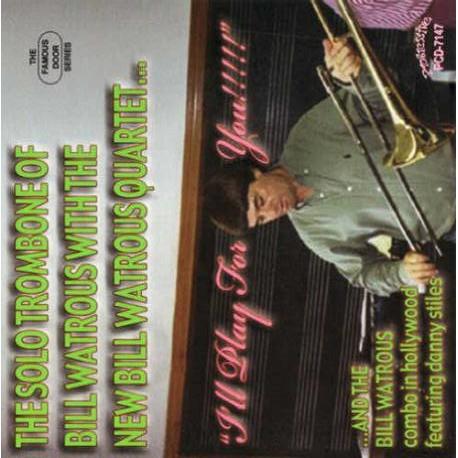 THE
FAMOUS
DOOR
SERIES
THE SOLO TROMBONE OF
BILL WATROUS WITH THE
NEW BILL WATROUS QUARTET...
"I'll Play For You!!!!!"
...AND THE
BILL WATROUS
combo in hollywood
featuring danny stiles
PCD-7147